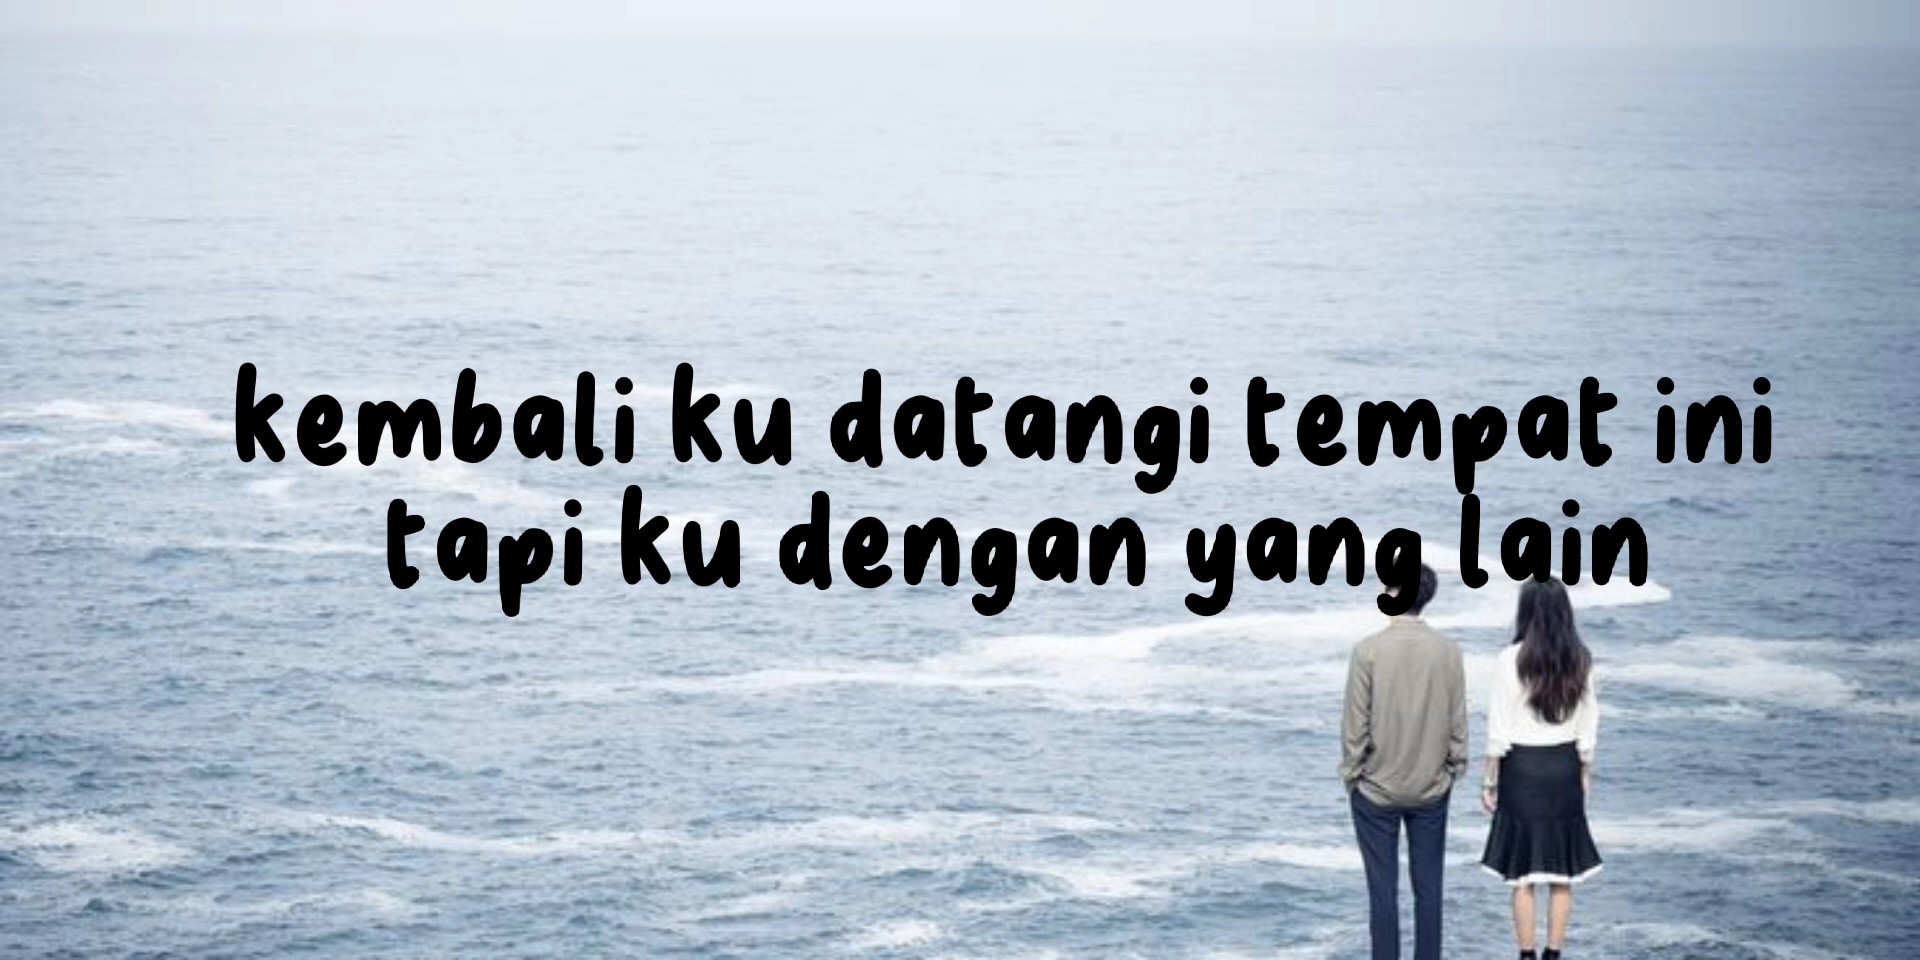 kembali ku datangi tempat ini
tapi ku dengan yang lain